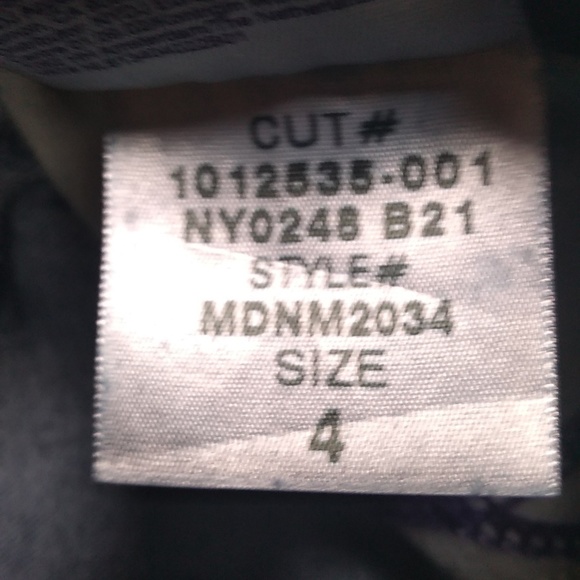 CUT#
1012535-001
NY0248 B21
STYLE#
MDNM2034
SIZE
4